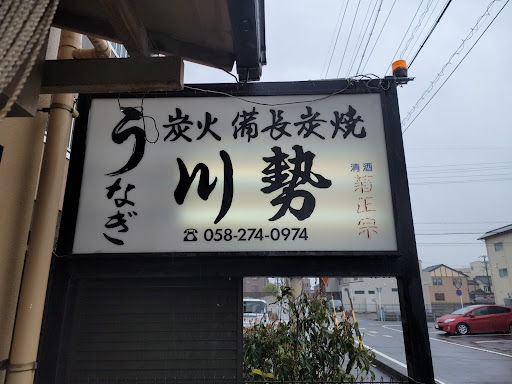 うなぎ
炭火備長炭焼
川勢
清酒
菊正宗
☎058-274-0974